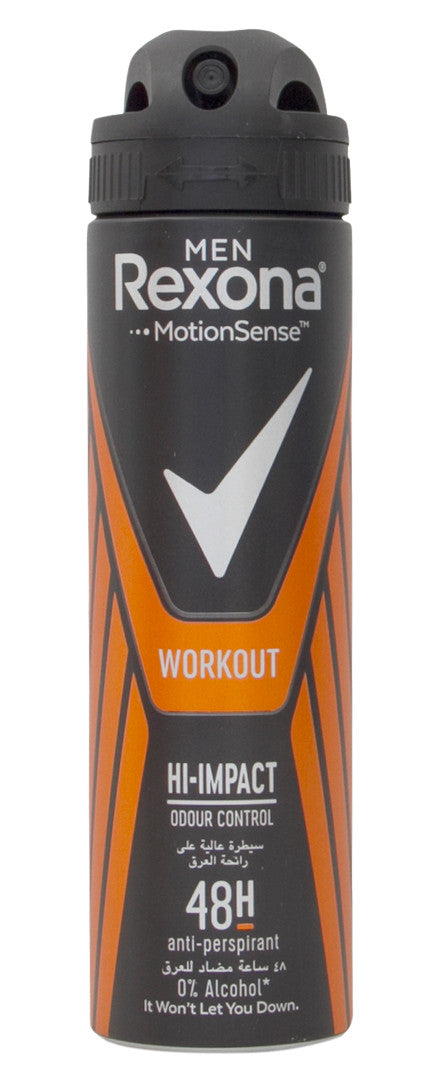 MEN
Rexona®
MotionSense™
WORKOUT
HI-IMPACT
ODOUR CONTROL
سيطرة عالية على
رائحة العرق
48H
anti-perspirant
٤٨ ساعة مضاد للعرق
0% Alcohol*
It Won't Let You Down.